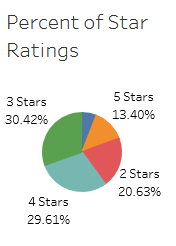 Percent of Star
Ratings
3 Stars
30.42%
5 Stars
13.40%
2 Stars
20.63%
4 Stars
29.61%